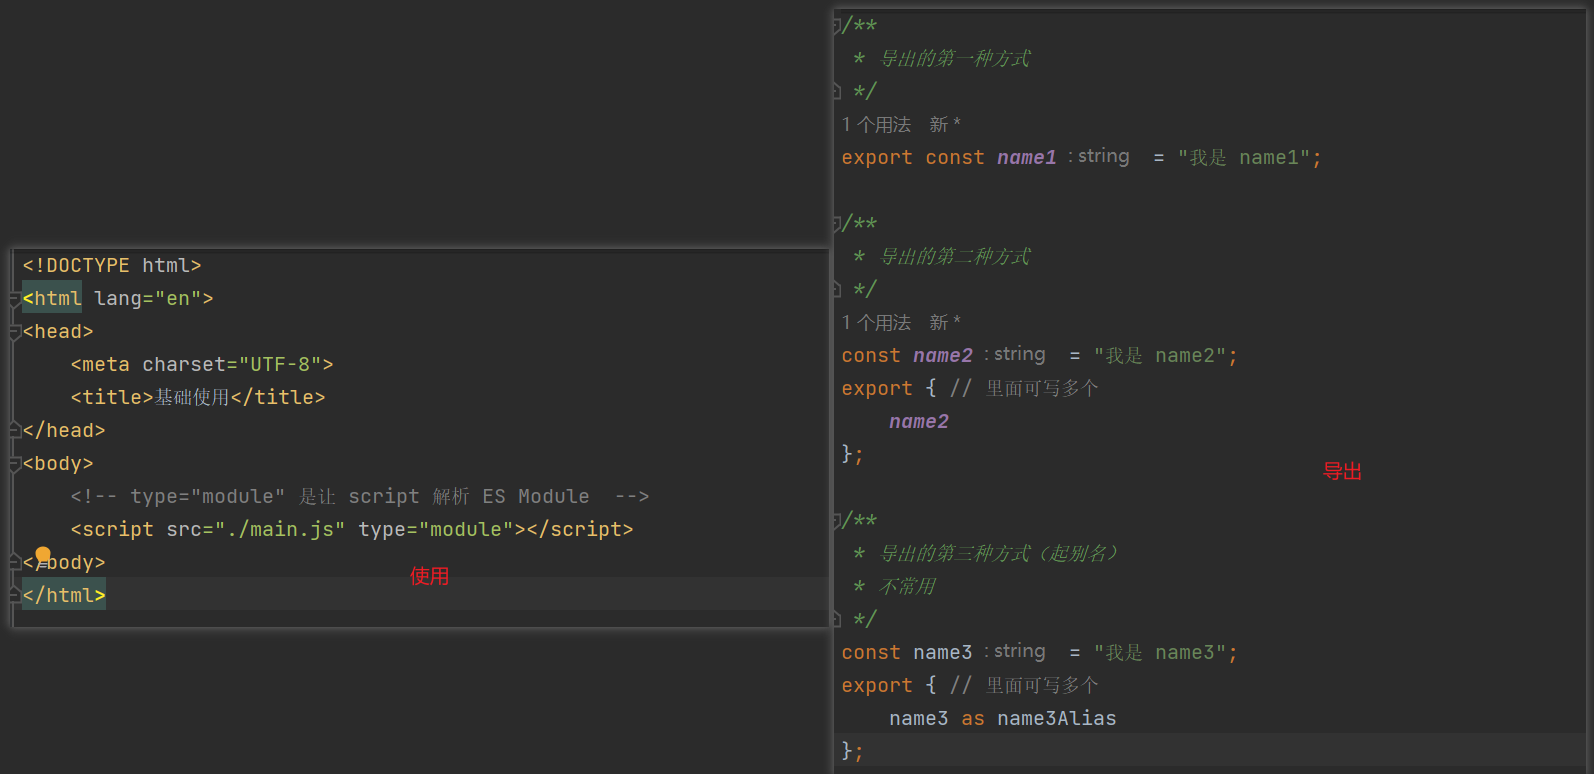 <!DOCTYPE html>
<html lang="en">
<head>
    <meta charset="UTF-8">
    <title>基础使用</title>
</head>
<body>
    <!-- type="module" 是让 script 解析 ES Module  -->
    <script src="./main.js" type="module"></script>
</body>
</html>
使用
/**
 * 导出的第一种方式
 */
1 个用法  新 *
export const name1 : string  = "我是 name1";
/**
 * 导出的第二种方式
 */
1 个用法  新 *
const name2 : string  = "我是 name2";
export { // 里面可写多个
    name2
};
导出
/**
 * 导出的第三种方式（起别名）
 * 不常用
 */
const name3 : string  = "我是 name3";
export { // 里面可写多个
    name3 as name3Alias
};